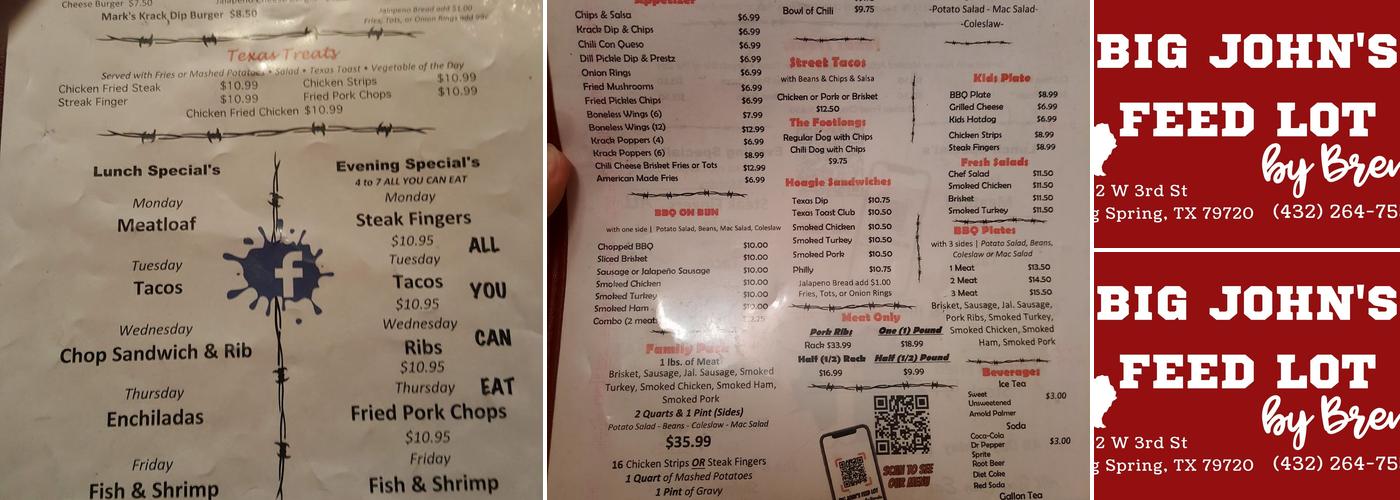 Cheese Burger $7.50
Mark's Krack Dip Burger $8.50
Jalapeno Bread add $1.00
Fries, Tots, or Onion Rings add 99¢
Texas Treats
Served with Fries or Mashed Potatoes • Salad • Texas Toast • Vegetable of the Day
Chicken Fried Steak $10.99 Chicken Strips $10.99
Streak Finger $10.99 Fried Pork Chops $10.99
Chicken Fried Chicken $10.99
Lunch Special's
Monday
Meatloaf
Tuesday
Tacos
Wednesday
Chop Sandwich & Rib
Thursday
Enchiladas
Friday
Fish & Shrimp
Evening Special's
4 to 7 ALL YOU CAN EAT
Monday
Steak Fingers
$10.95
Tuesday
Tacos
$10.95
Wednesday
Ribs
$10.95
Thursday
Fried Pork Chops
$10.95
Friday
Fish & Shrimp
ALL
YOU
CAN
EAT
Appetizer
Chips & Salsa $6.99
Krack Dip & Chips $6.99
Chili Con Queso $6.99
Dill Pickle Dip & Prestz $6.99
Onion Rings $6.99
Fried Mushrooms $6.99
Fried Pickles Chips $6.99
Boneless Wings (6) $7.99
Boneless Wings (12) $12.99
Krack Poppers (4) $6.99
Krack Poppers (6) $8.99
Chili Cheese Brisket Fries or Tots $12.99
American Made Fries $6.99
BBQ ON BUN
with one side | Potato Salad, Beans, Mac Salad, Coleslaw
Chopped BBQ $10.00
Sliced Brisket $10.00
Sausage or Jalapeño Sausage $10.00
Smoked Chicken $10.00
Smoked Turkey $10.00
Smoked Ham
Combo (2 meat
Family Pack
1 lbs. of Meat
Brisket, Sausage, Jal. Sausage, Smoked
Turkey, Smoked Chicken, Smoked Ham,
Smoked Pork
2 Quarts & 1 Pint (Sides)
Potato Salad - Beans - Coleslaw - Mac Salad
$35.99
16 Chicken Strips OR Steak Fingers
1 Quart of Mashed Potatoes
1 Pint of Gravy
Bowl of Chili $9.75
Street Tacos
with Beans & Chips & Salsa
Chicken or Pork or Brisket
$12.50
The Footlongs
Regular Dog with Chips
Chili Dog with Chips
$9.75
Hoagie Sandwiches
Texas Dip $10.75
Texas Toast Club $10.50
Smoked Chicken $10.50
Smoked Turkey $10.50
Smoked Pork $10.50
Philly $10.75
Jalapeno Bread add $1.00
Fries, Tots, or Onion Rings
Meat Only
Pork Ribs One (1) Pound
Rack $33.99 $18.99
Half (1/2) Rack Half (1/2) Pound
$16.99 $9.99
SCAN TO SEE
OUR MENU
-Potato Salad - Mac Salad-
-Coleslaw-
Kids Plate
BBQ Plate $8.99
Grilled Cheese $6.99
Kids Hotdog $6.99
Chicken Strips $8.99
Steak Fingers $8.99
Fresh Salads
Chef Salad $11.50
Smoked Chicken $11.50
Brisket $11.50
Smoked Turkey $11.50
BBQ Plates
with 3 sides | Potato Salad, Beans,
Coleslaw or Mac Salad
1 Meat $13.50
2 Meat $14.50
3 Meat $15.50
Brisket, Sausage, Jal. Sausage,
Pork Ribs, Smoked Turkey,
Smoked Chicken, Smoked
Ham, Smoked Pork
Beverages
Ice Tea
Sweet $3.00
Unsweetened
Arnold Palmer
Soda
Coca-Cola $3.00
Dr Pepper
Sprite
Root Beer
Diet Coke
Red Soda
Gallon Tea
BIG JOHN'S
FEED LOT
by Brew
2 W 3rd St
g Spring, TX 79720 (432) 264-75
BIG JOHN'S
FEED LOT
by Brew
2 W 3rd St
g Spring, TX 79720 (432) 264-75